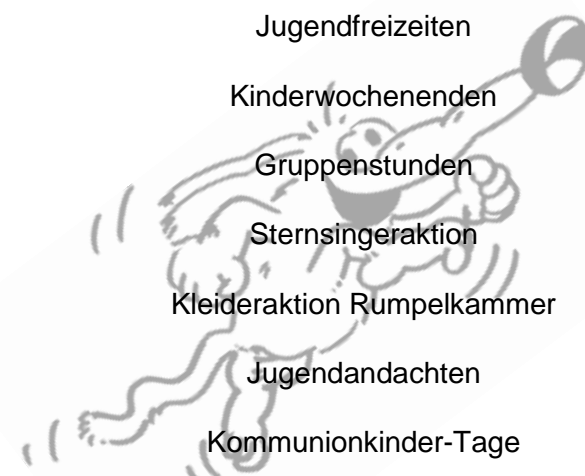 Jugendfreizeiten
Kinderwochenenden
Gruppenstunden
Sternsingeraktion
Kleideraktion Rumpelkammer
Jugendandachten
Kommunionkinder-Tage